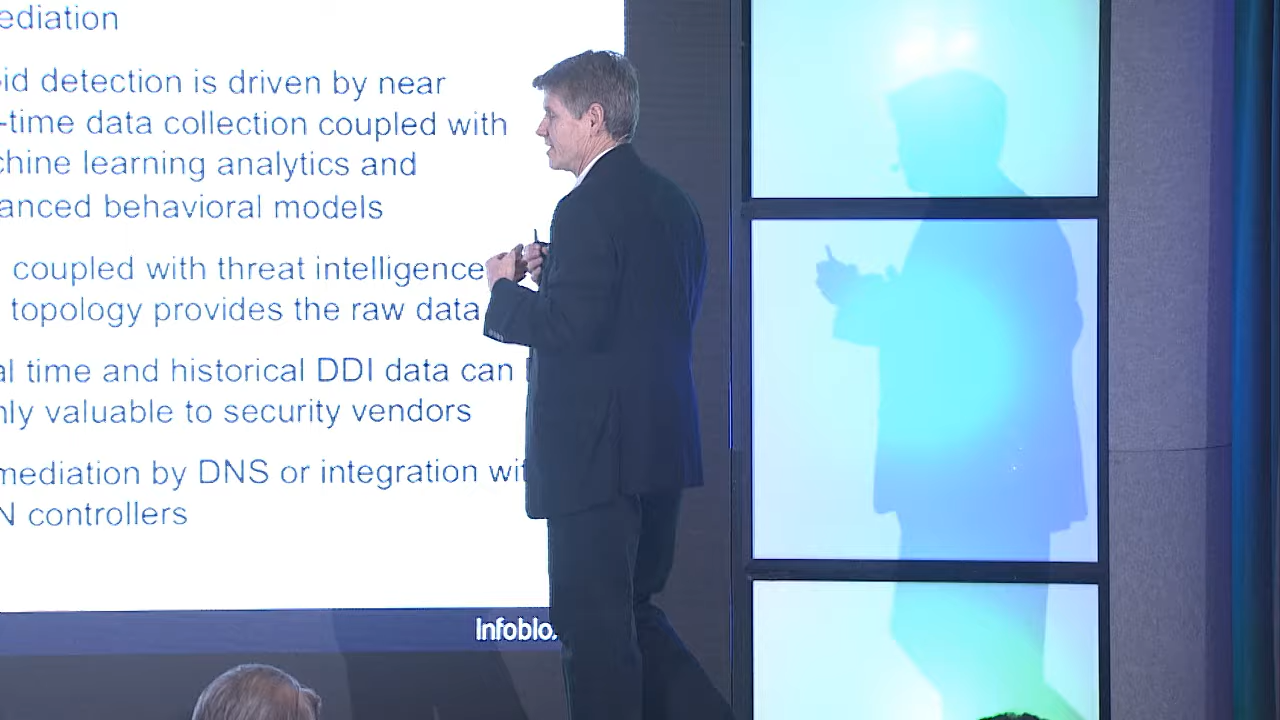 ediation
id detection is driven by near
-time data collection coupled with
chine learning analytics and
anced behavioral models
coupled with threat intelligence
topology provides the raw data
al time and historical DDI data can
hly valuable to security vendors
mediation by DNS or integration wit
N controllers
Infoblo